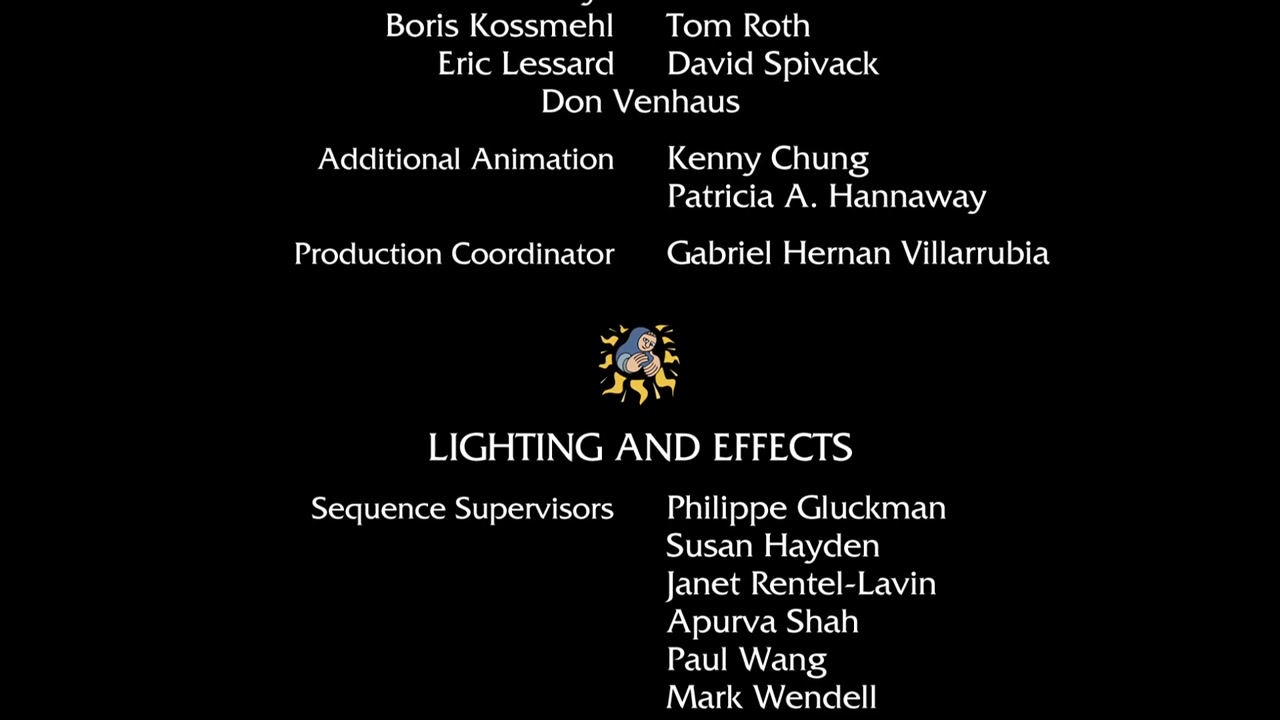 Boris Kossmehl Tom Roth
Eric Lessard David Spivack
Don Venhaus
Additional Animation Kenny Chung
Patricia A. Hannaway
Production Coordinator Gabriel Hernan Villarrubia
LIGHTING AND EFFECTS
Sequence Supervisors Philippe Gluckman
Susan Hayden
Janet Rentel-Lavin
Apurva Shah
Paul Wang
Mark Wendell